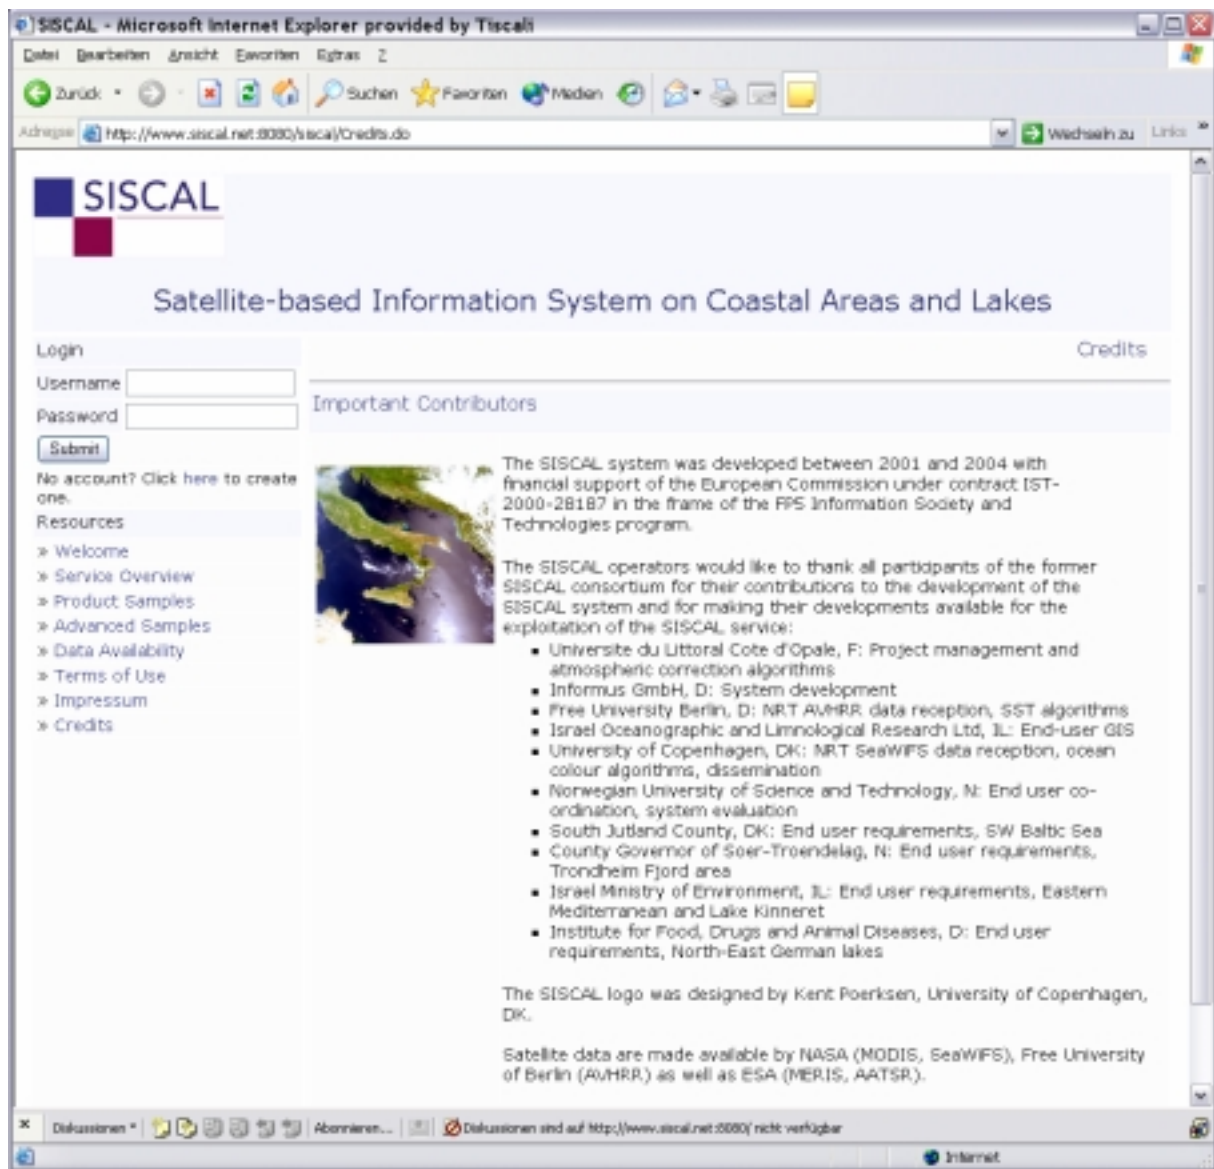 SISCAL - Microsoft Internet Explorer provided by Tiscali
Datei Bearbeiten Ansicht Favoriten Extras ?
Zurück Suchen Favoriten Medien
Adresse http://www.siscal.net:8080/siscal/Credits.do Wechseln zu Links »
SISCAL
Satellite-based Information System on Coastal Areas and Lakes
Login
Username
Password
Submit
No account? Click here to create
one.
Resources
» Welcome
» Service Overview
» Product Samples
» Advanced Samples
» Data Availability
» Terms of Use
» Impressum
» Credits
Credits
Important Contributors
The SISCAL system was developed between 2001 and 2004 with
financial support of the European Commission under contract IST-
2000-28187 in the frame of the FP5 Information Society and
Technologies program.
The SISCAL operators would like to thank all participants of the former
SISCAL consortium for their contributions to the development of the
SISCAL system and for making their developments available for the
exploitation of the SISCAL service:
▪ Universite du Littoral Cote d'Opale, F: Project management and
atmospheric correction algorithms
▪ Informus GmbH, D: System development
▪ Free University Berlin, D: NRT AVHRR data reception, SST algorithms
▪ Israel Oceanographic and Limnological Research Ltd, IL: End-user GIS
▪ University of Copenhagen, DK: NRT SeaWiFS data reception, ocean
colour algorithms, dissemination
▪ Norwegian University of Science and Technology, N: End user co-
ordination, system evaluation
▪ South Jutland County, DK: End user requirements, SW Baltic Sea
▪ County Governor of Soer-Troendelag, N: End user requirements,
Trondheim Fjord area
▪ Israel Ministry of Environment, IL: End user requirements, Eastern
Mediterranean and Lake Kinneret
▪ Institute for Food, Drugs and Animal Diseases, D: End user
requirements, North-East German lakes
The SISCAL logo was designed by Kent Poerksen, University of Copenhagen,
DK.
Satellite data are made available by NASA (MODIS, SeaWiFS), Free University
of Berlin (AVHRR) as well as ESA (MERIS, AATSR).
Diskussionen Abonnieren... Diskussionen sind auf http://www.siscal.net:8080/ nicht verfügbar
Internet